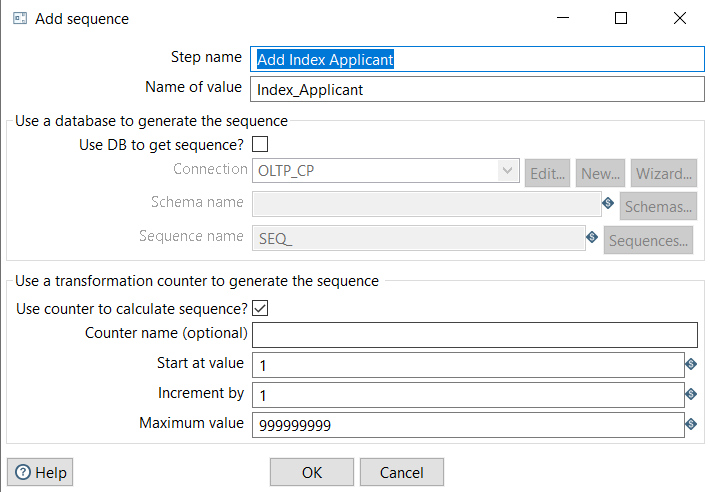 Add sequence
Step name Add Index Applicant
Name of value Index_Applicant
Use a database to generate the sequence
Use DB to get sequence?
Connection OLTP_CP Edit... New... Wizard...
Schema name Schemas...
Sequence name SEQ_ Sequences...
Use a transformation counter to generate the sequence
Use counter to calculate sequence?
Counter name (optional)
Start at value 1
Increment by 1
Maximum value 999999999
Help OK Cancel